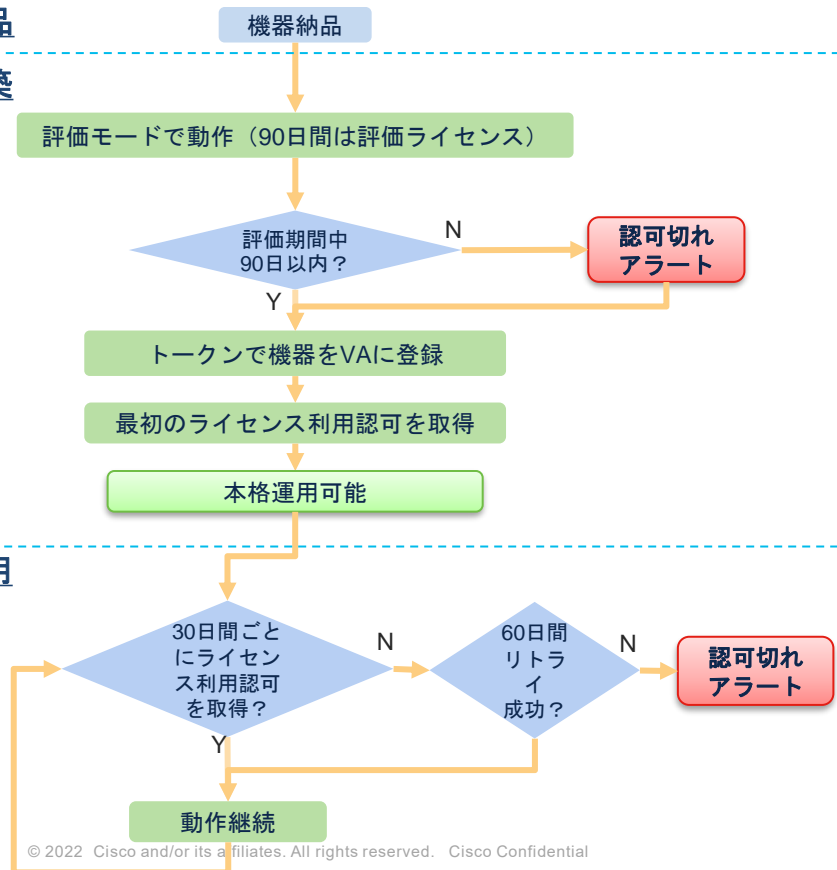 品
機器納品
築
評価モードで動作（90日間は評価ライセンス）
評価期間中
90日以内？
N
認可切れ
アラート
Y
トークンで機器をVAに登録
最初のライセンス利用認可を取得
本格運用可能
用
30日間ごと
にライセン
ス利用認可
を取得？
N
60日間
リトラ
イ
成功？
N
認可切れ
アラート
Y
動作継続
© 2022 Cisco and/or its affiliates. All rights reserved. Cisco Confidential